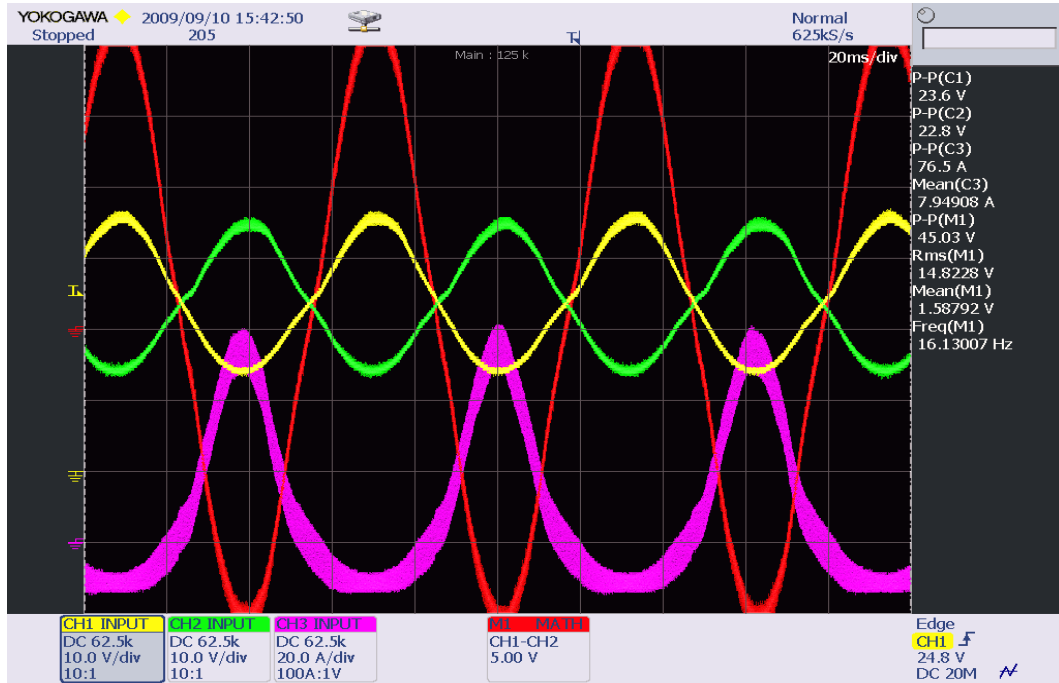 YOKOGAWA 2009/09/10 15:42:50
Stopped 205
Normal
625kS/s
Main : 125 k
20ms/div
T
T
P-P(C1)
23.6 V
P-P(C2)
22.8 V
P-P(C3)
76.5 A
Mean(C3)
7.94908 A
P-P(M1)
45.03 V
Rms(M1)
14.8228 V
Mean(M1)
1.58792 V
Freq(M1)
16.13007 Hz
CH1 INPUT
DC 62.5k
10.0 V/div
10:1
CH2 INPUT
DC 62.5k
10.0 V/div
10:1
CH3 INPUT
DC 62.5k
20.0 A/div
100A:1V
M1 MATH
CH1-CH2
5.00 V
Edge
CH1
24.8 V
DC 20M